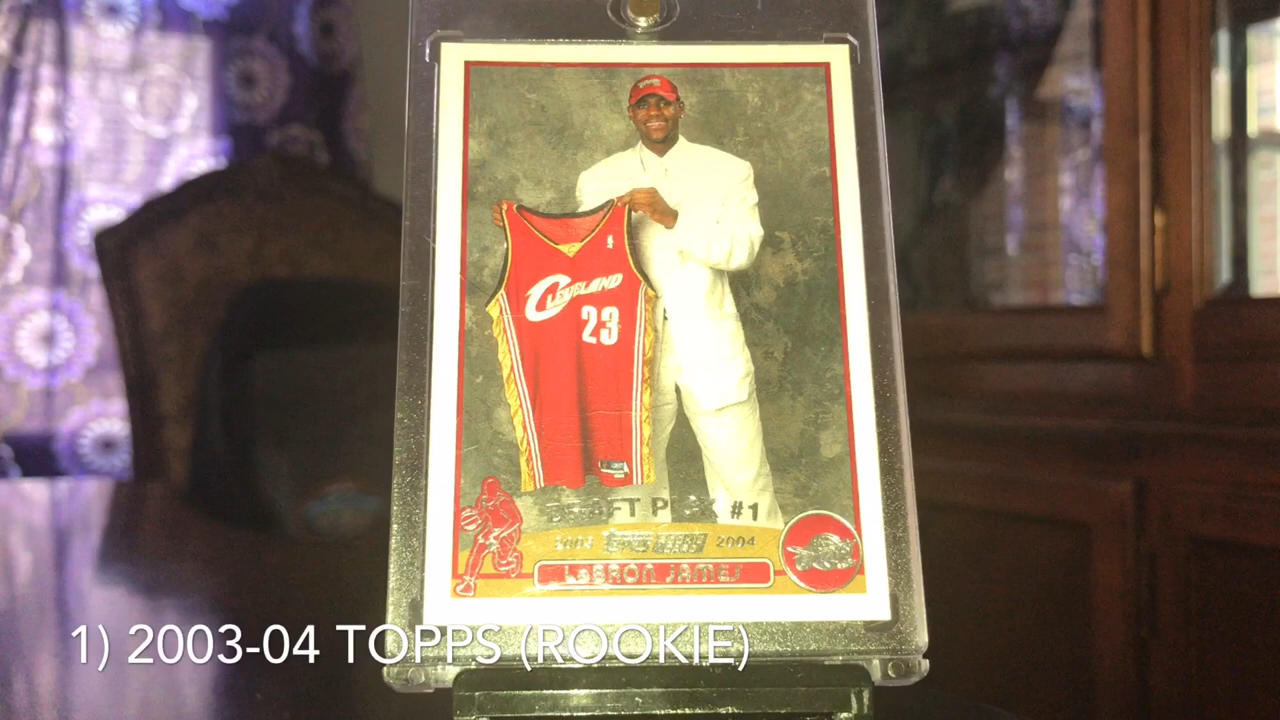 CLEVELAND
23
DRAFT PICK #1
2003 TOPPS 2004
LEBRON JAMES
1) 2003-04 TOPPS (ROOKIE)